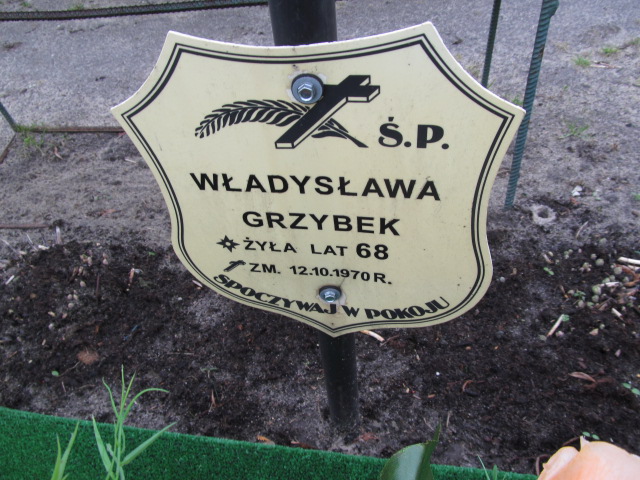 Ś.P.
WŁADYSŁAWA
GRZYBEK
ŻYŁA LAT 68
ZM. 12.10.1970 R.
SPOCZYWAJ W POKOJU